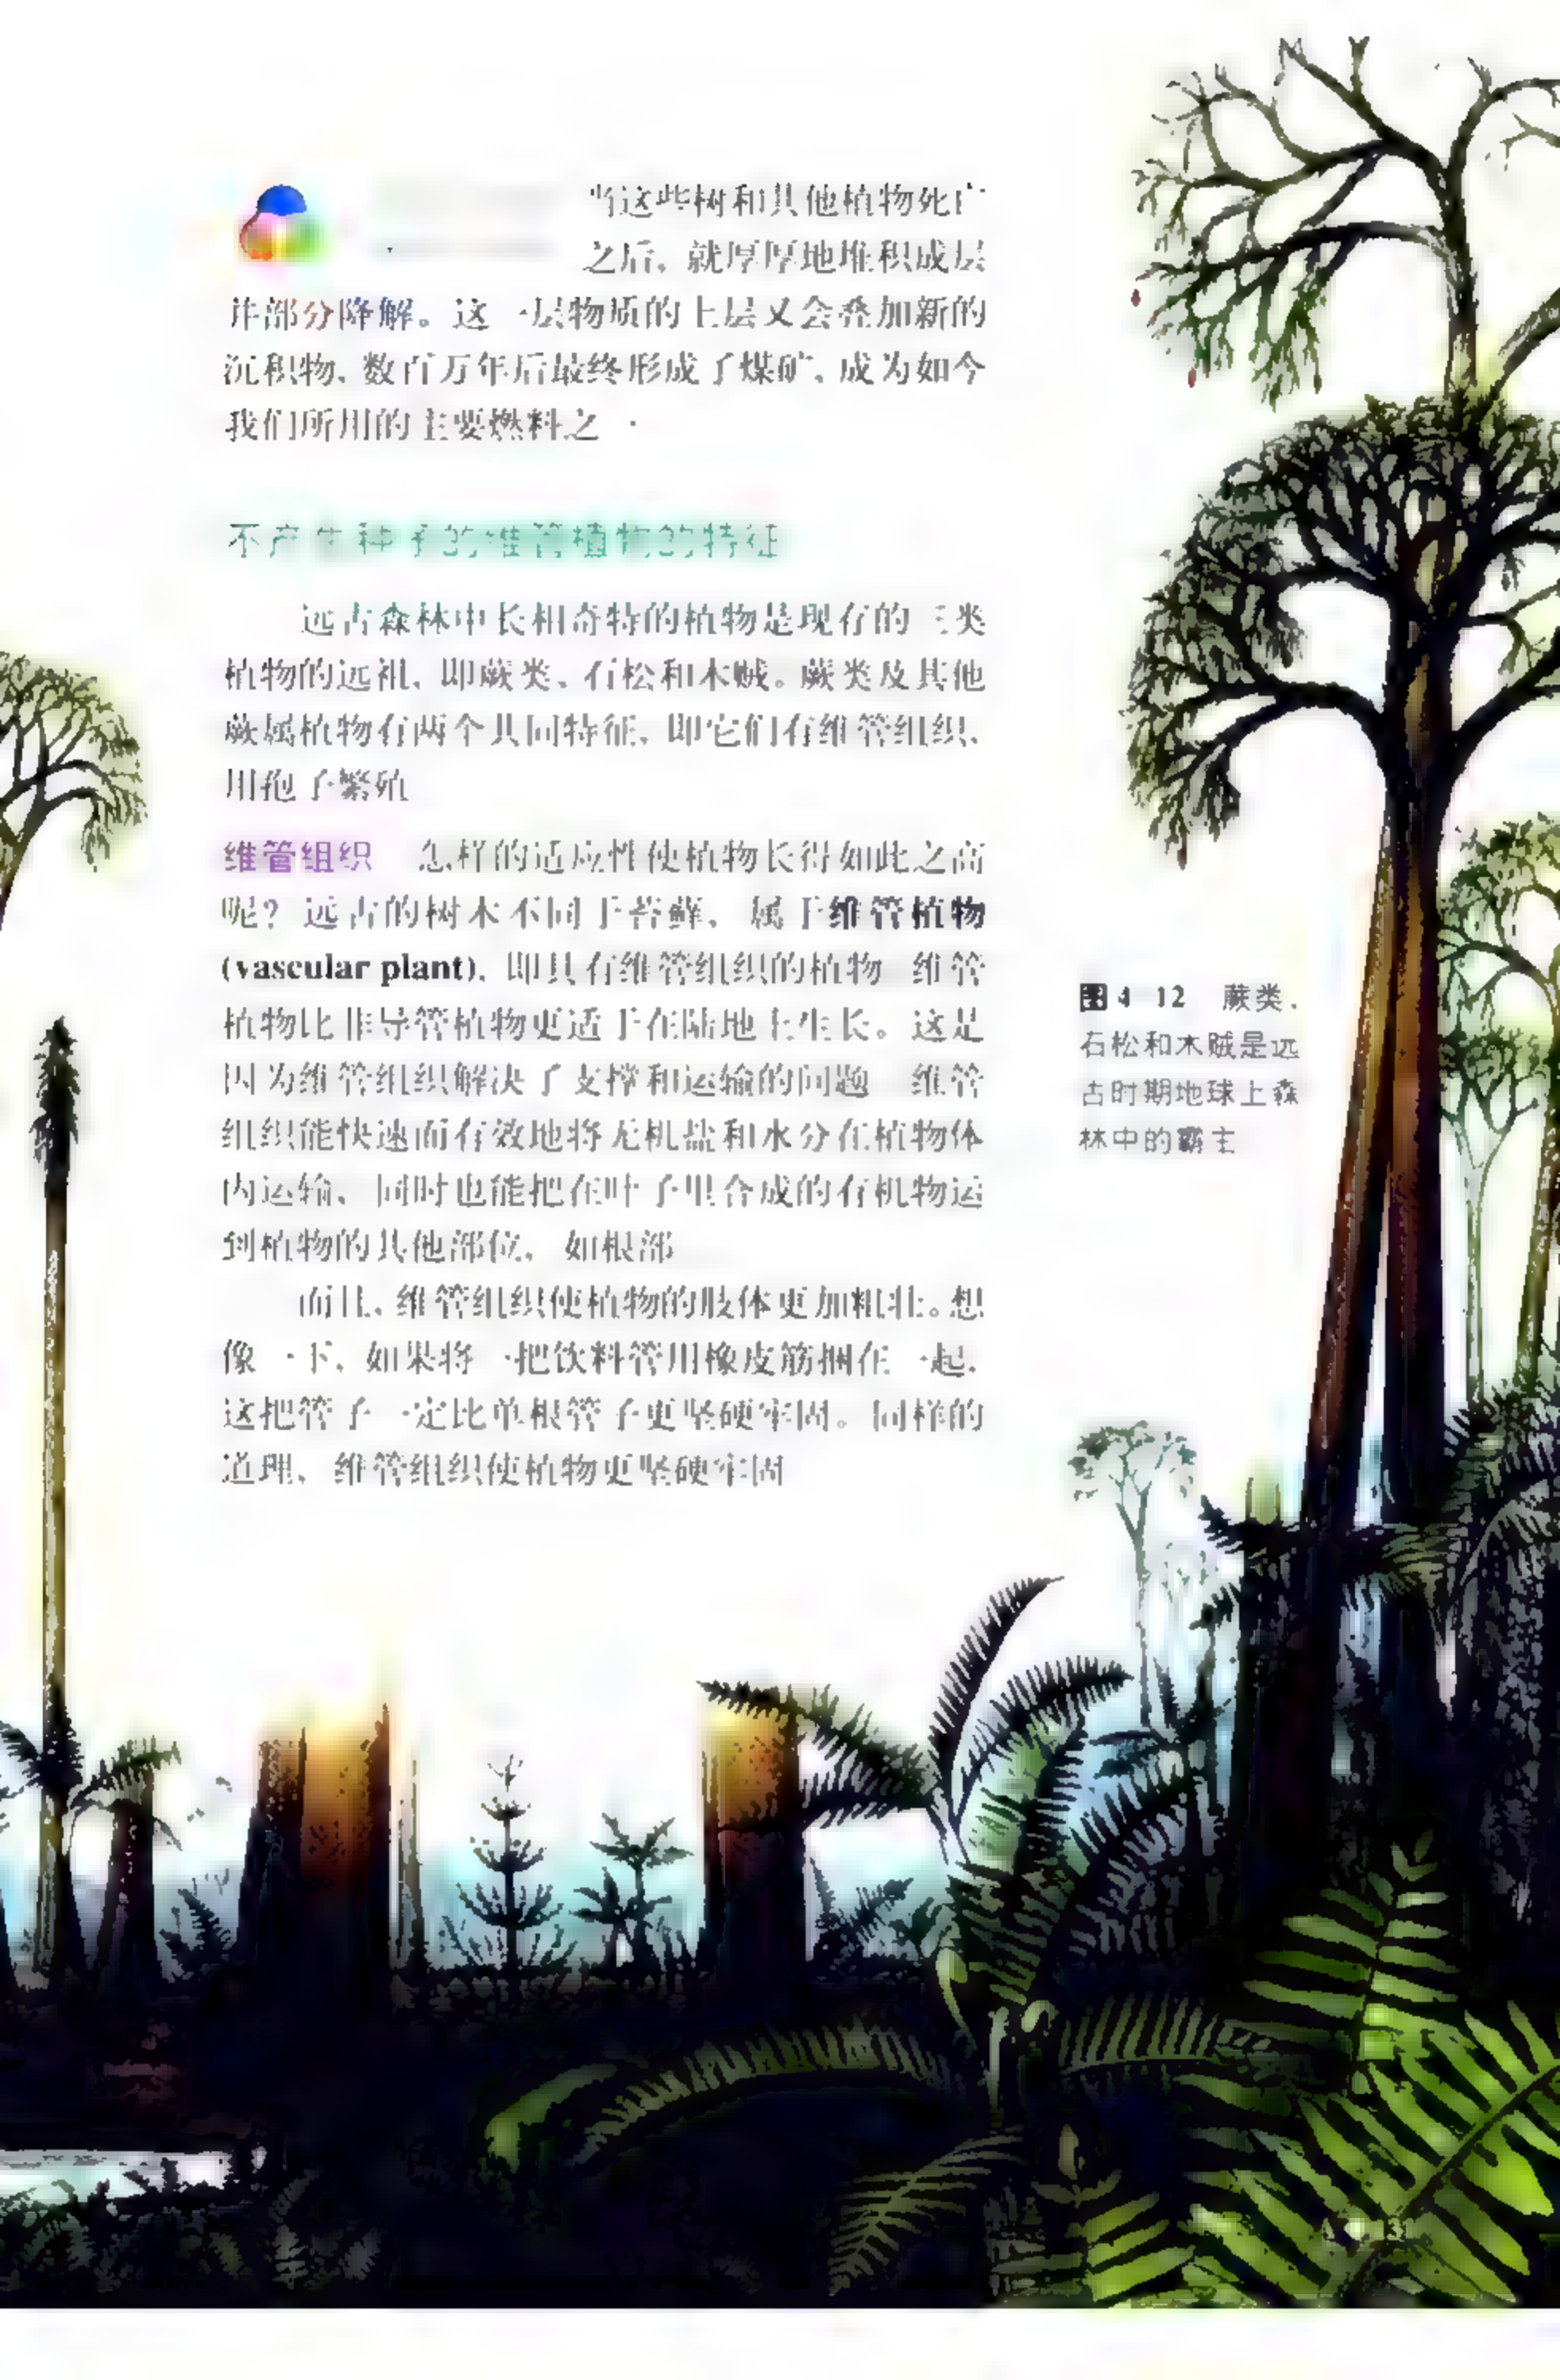 当这些树和其他植物死亡
之后，就厚厚地堆积成层
并部分降解。这一层物质的上层又会叠加新的
沉积物，数百万年后最终形成了煤矿，成为如今
我们所用的主要燃料之一。
不产生种子的维管植物的特征
远古森林中长相奇特的植物是现存的三类
植物的远祖，即蕨类、石松和木贼。蕨类及其他
蕨属植物有两个共同特征，即它们有维管组织，
用孢子繁殖
维管组织 怎样的适应性使植物长得如此之高
呢？远古的树木不同于苔藓，属于维管植物
(vascular plant)，即具有维管组织的植物 维管
植物比非导管植物更适于在陆地上生长。这是
因为维管组织解决了支撑和运输的问题 维管
组织能快速而有效地将无机盐和水分在植物体
内运输，同时也能把在叶子里合成的有机物运
到植物的其他部位，如根部
而且，维管组织使植物的肢体更加粗壮。想
像一下，如果将一把饮料管用橡皮筋捆在一起，
这把管子一定比单根管子更坚硬牢固。同样的
道理，维管组织使植物更坚硬牢固
图4 12 蕨类、
石松和木贼是远
古时期地球上森
林中的霸主